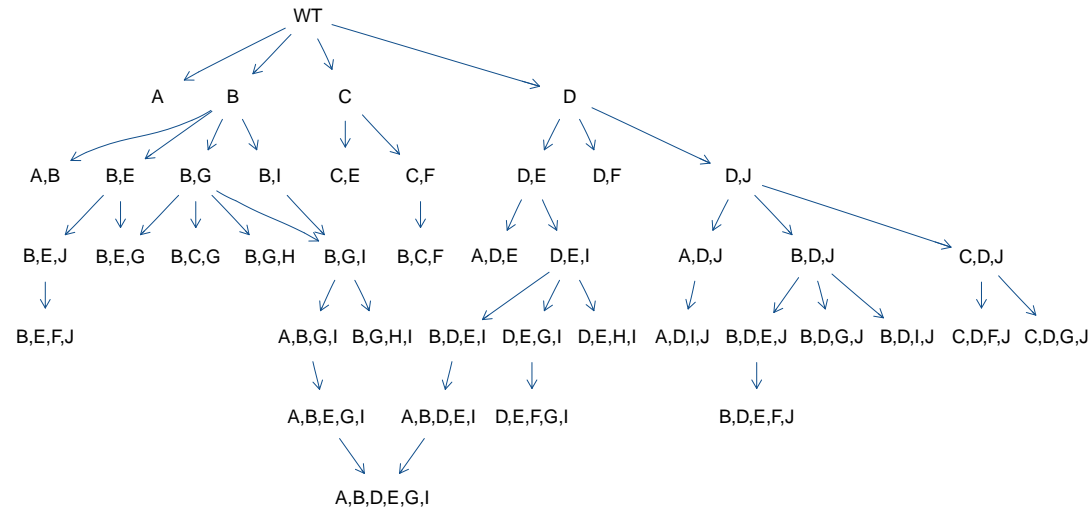 WT
A B C D
A,B B,E B,G B,I C,E C,F D,E D,F D,J
B,E,J B,E,G B,C,G B,G,H B,G,I B,C,F A,D,E D,E,I A,D,J B,D,J C,D,J
B,E,F,J A,B,G,I B,G,H,I B,D,E,I D,E,G,I D,E,H,I A,D,I,J B,D,E,J B,D,G,J B,D,I,J C,D,F,J C,D,G,J
A,B,E,G,I A,B,D,E,I D,E,F,G,I B,D,E,F,J
A,B,D,E,G,I